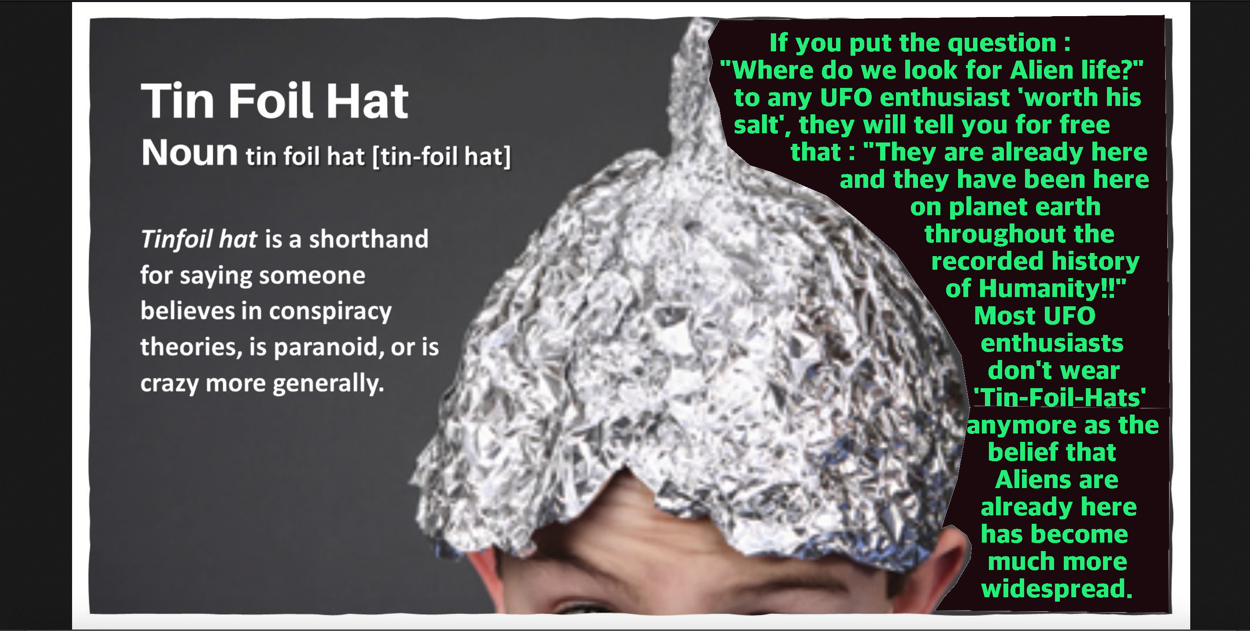 Tin Foil Hat
Noun tin foil hat [tin-foil hat]
Tinfoil hat is a shorthand
for saying someone
believes in conspiracy
theories, is paranoid, or is
crazy more generally.
If you put the question :
"Where do we look for Alien life?"
to any UFO enthusiast 'worth his
salt', they will tell you for free
that : "They are already here
and they have been here
on planet earth
throughout the
recorded history
of Humanity!!"
Most UFO
enthusiasts
don't wear
'Tin-Foil-Hats'
anymore as the
belief that
Aliens are
already here
has become
much more
widespread.